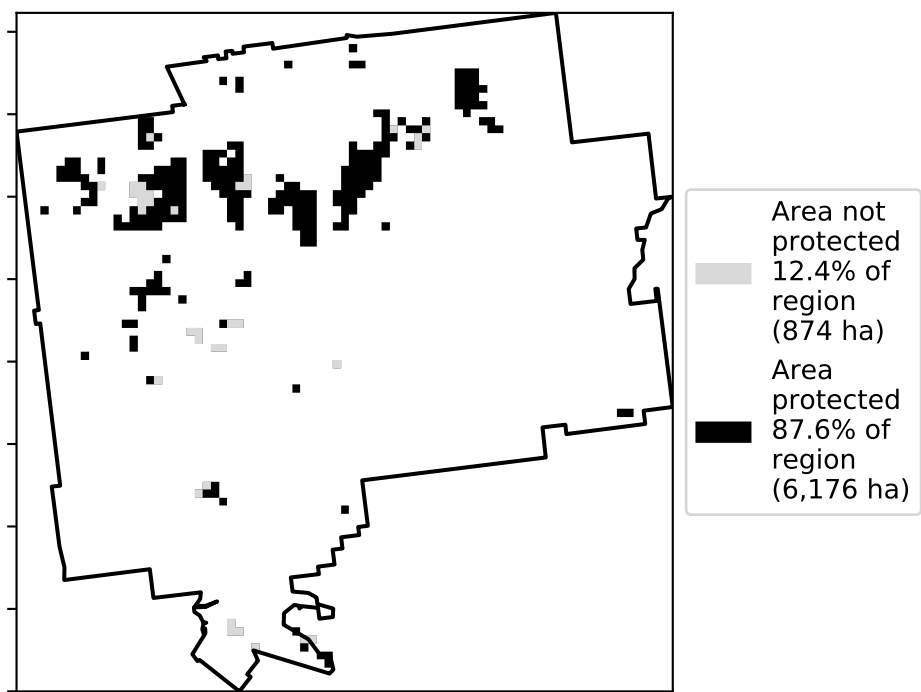 Area not
protected
12.4% of
region
(874 ha)
Area
protected
87.6% of
region
(6,176 ha)